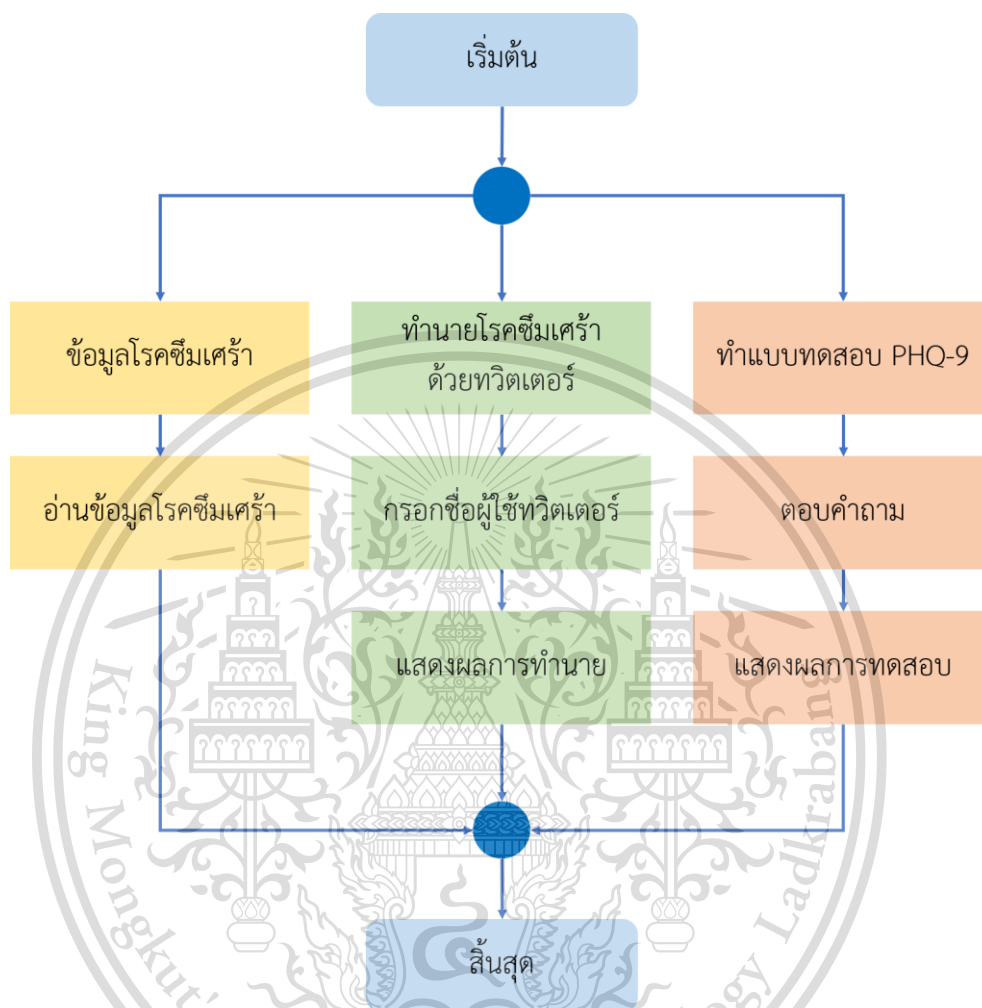 เริ่มต้น
ข้อมูลโรคซึมเศร้า
ทำนายโรคซึมเศร้า
ด้วยทวิตเตอร์
ทำแบบทดสอบ PHQ-9
อ่านข้อมูลโรคซึมเศร้า
กรอกชื่อผู้ใช้ทวิตเตอร์
ตอบคำถาม
แสดงผลการทำนาย
แสดงผลการทดสอบ
สิ้นสุด
King Mongkut's
Ladkrabang